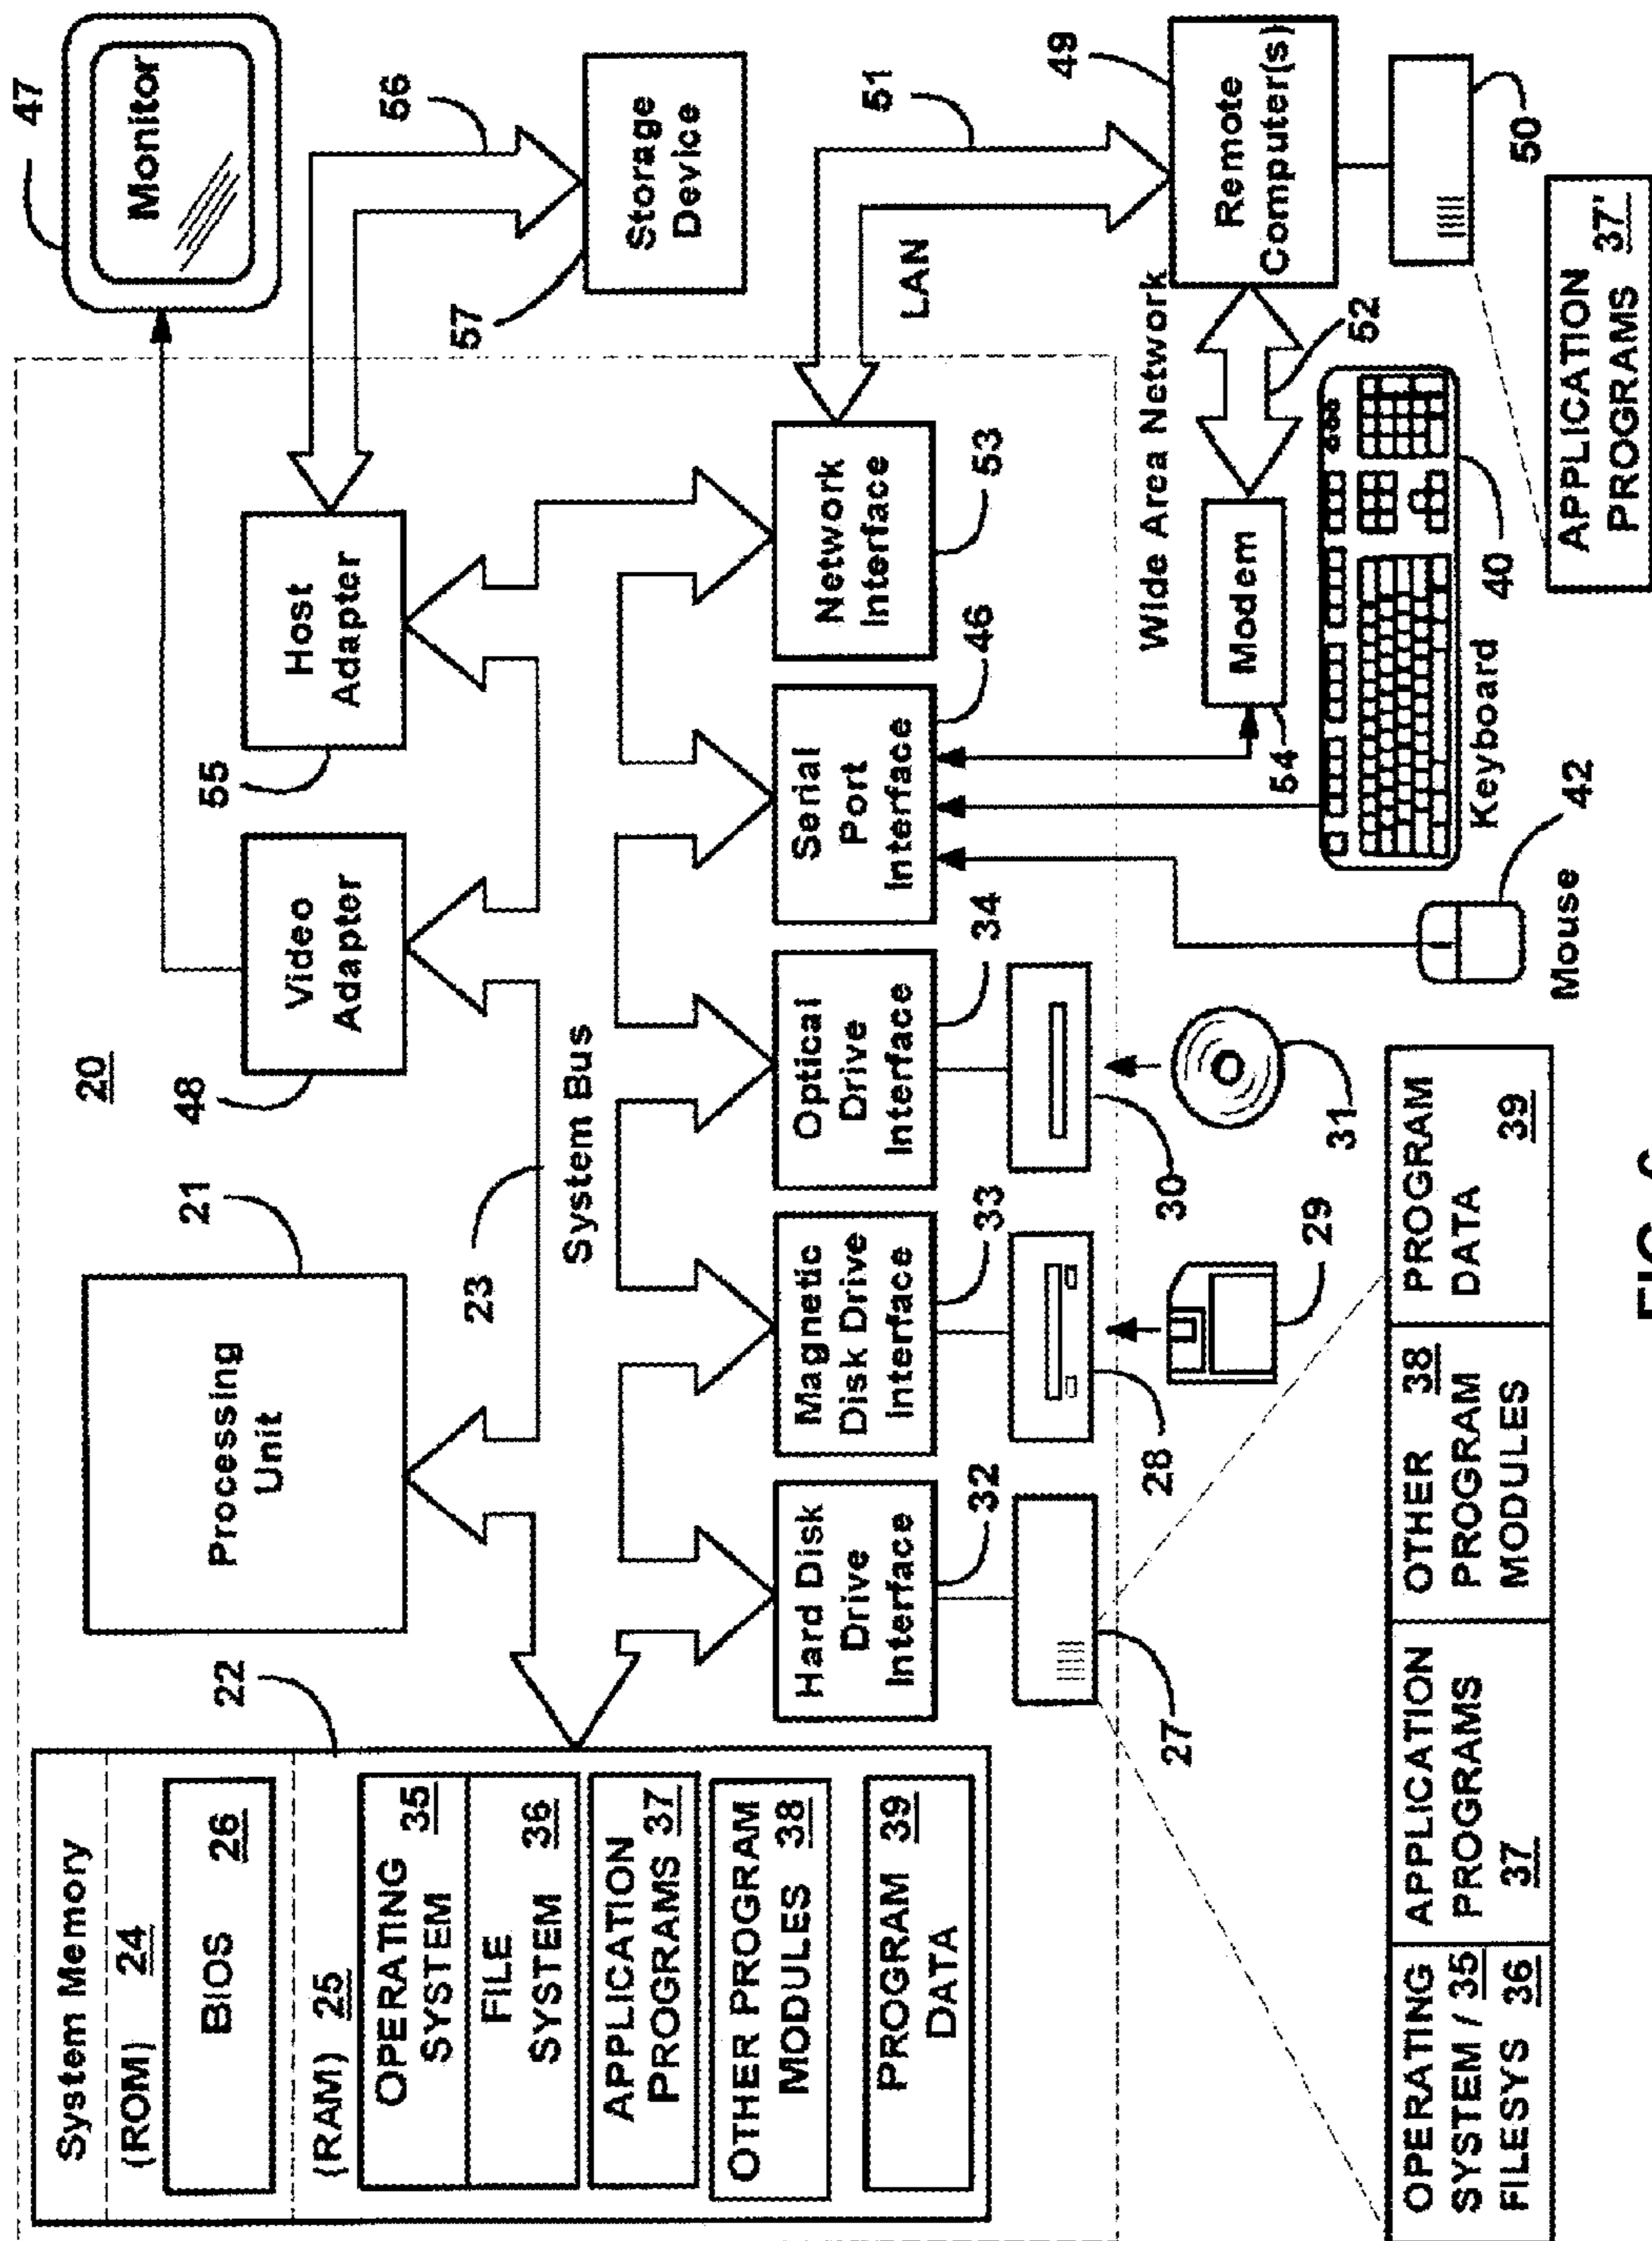 System Memory
(ROM) 24
BIOS 26
(RAM) 25
OPERATING
SYSTEM 35
FILE
SYSTEM 36
APPLICATION
PROGRAMS 37
OTHER PROGRAM
MODULES 38
PROGRAM 39
DATA
22
Processing
Unit
21
20
48
Video
Adapter
55
Host
Adapter
47
Monitor
56
57
Storage
Device
23
System Bus
Hard Disk
Drive
Interface
32
Magnetic
Disk Drive
Interface
33
Optical
Drive
Interface
34
Serial
Port
Interface
46
Network
Interface
53
LAN
51
27
28
29
30
31
Wide Area Network
Modem
54
52
Remote
Computer(s)
49
50
Mouse
42
Keyboard
40
APPLICATION
PROGRAMS 37'
OPERATING
SYSTEM / 35
FILESYS 36
APPLICATION
PROGRAMS
37
OTHER 38
PROGRAM
MODULES
PROGRAM
DATA
39